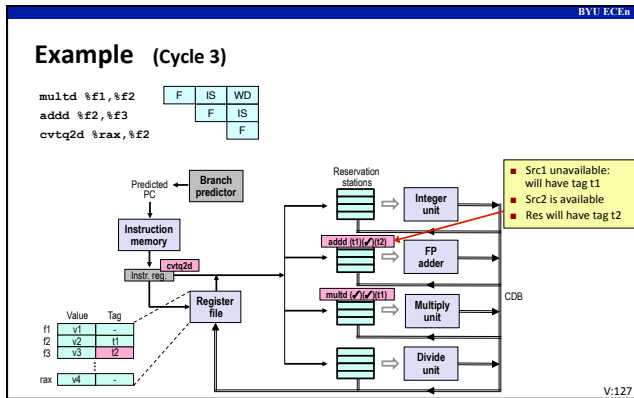 BYU ECEn
Example (Cycle 3)
multd %f1,%f2 F IS WD
addd %f2,%f3 F IS
cvtq2d %rax,%f2 F
Reservation
stations
Src1 unavailable:
will have tag t1
Src2 is available
Res will have tag t2
Predicted
PC
Branch
predictor
Integer
unit
Instruction
memory
addd (t1)(✓)(t2)
FP
adder
cvtq2d
Instr. reg.
multd (✓)(✓)(t1)
CDB
Register
file
Multiply
unit
Value Tag
f1 v1 -
f2 v2 t1
f3 v3 t2
⋮
rax v4 -
Divide
unit
V:127